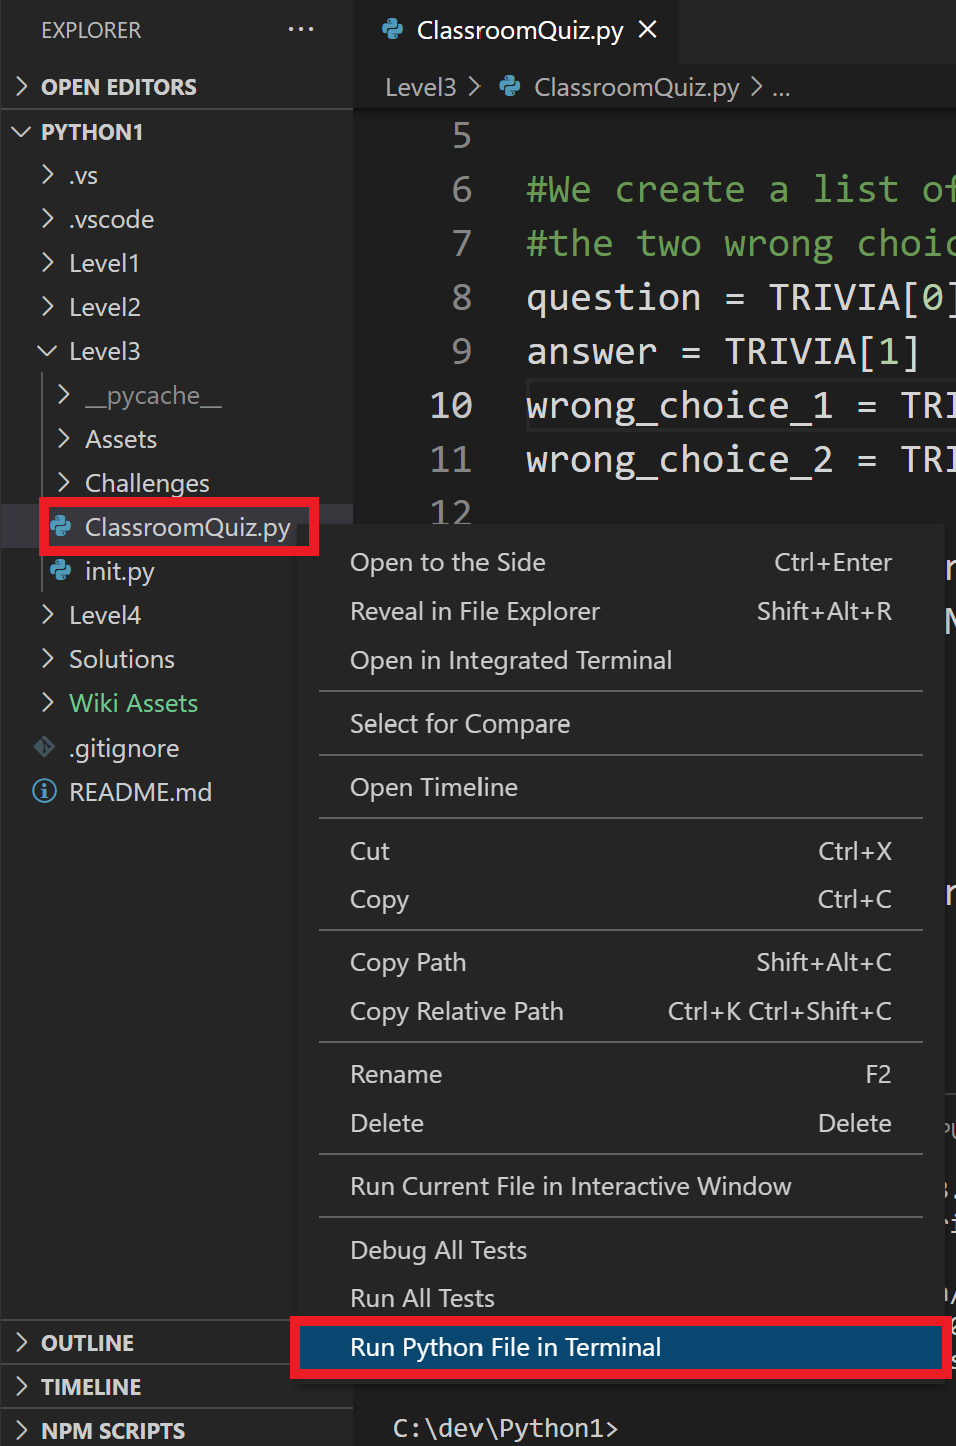 EXPLORER
OPEN EDITORS
PYTHON1
.vs
.vscode
Level1
Level2
Level3
__pycache__
Assets
Challenges
ClassroomQuiz.py
init.py
Level4
Solutions
Wiki Assets
.gitignore
README.md
OUTLINE
TIMELINE
NPM SCRIPTS
ClassroomQuiz.py
Level3 > ClassroomQuiz.py > ...
5
6 #We create a list of
7 #the two wrong
8 question = TRIVIA[0]
9 answer = TRIVIA[1]
10 wrong_choice_1 =
11 wrong_choice_2 =
12
Open to the Side Ctrl+Enter
Reveal in File Explorer Shift+Alt+R
Open in Integrated Terminal
Select for Compare
Open Timeline
Cut Ctrl+X
Copy Ctrl+C
Copy Path Shift+Alt+C
Copy Relative Path Ctrl+K Ctrl+Shift+C
Rename F2
Delete Delete
Run Current File in Interactive Window
Debug All Tests
Run All Tests
Run Python File in Terminal
C:\dev\Python1>